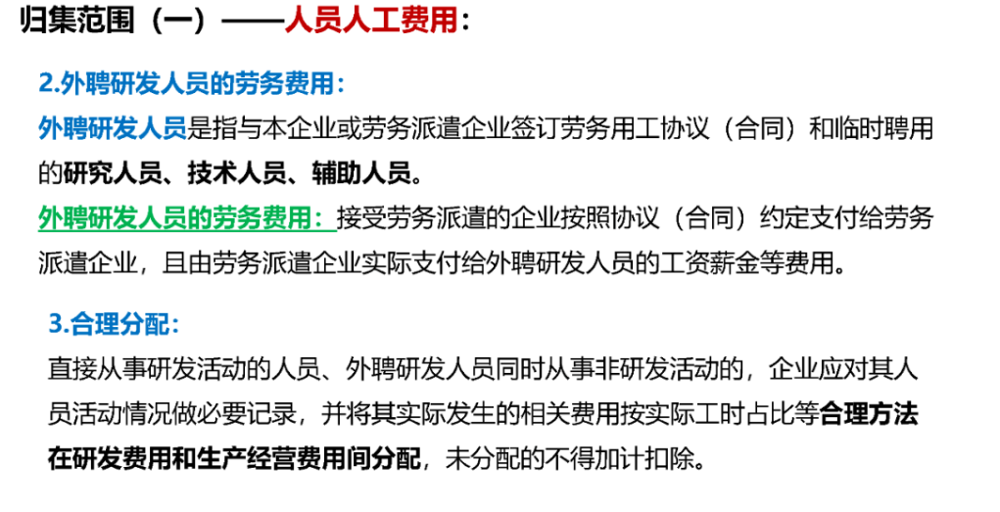 归集范围（一）——人员人工费用：
2.外聘研发人员的劳务费用：
外聘研发人员是指与本企业或劳务派遣企业签订劳务用工协议（合同）和临时聘用
的研究人员、技术人员、辅助人员。
外聘研发人员的劳务费用：接受劳务派遣的企业按照协议（合同）约定支付给劳务
派遣企业，且由劳务派遣企业实际支付给外聘研发人员的工资薪金等费用。
3.合理分配：
直接从事研发活动的人员、外聘研发人员同时从事非研发活动的，企业应对其人
员活动情况做必要记录，并将其实际发生的相关费用按实际工时占比等合理方法
在研发费用和生产经营费用间分配，未分配的不得加计扣除。